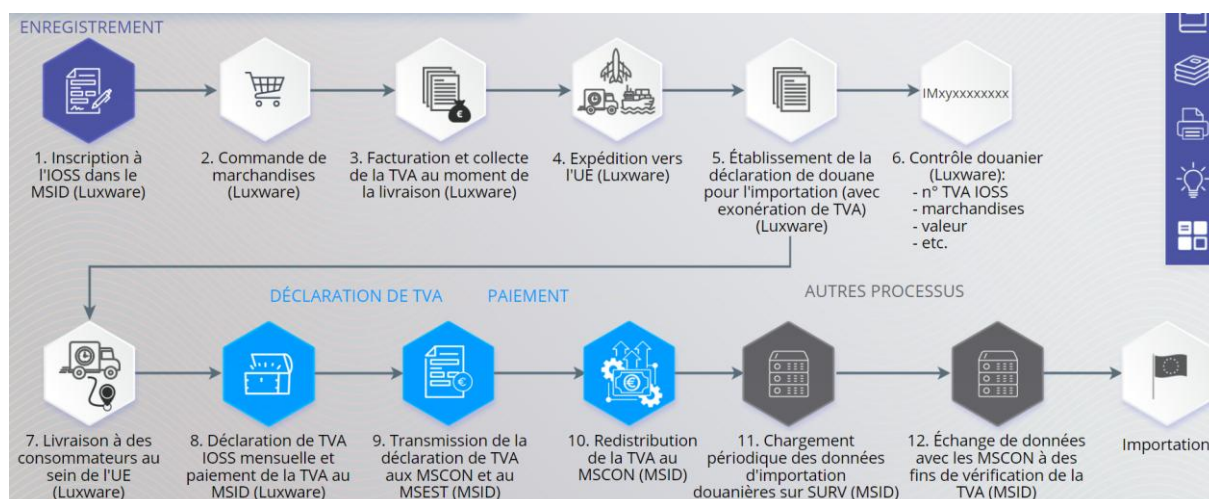 ENREGISTREMENT
IMxyxxxxxxxx
1. Inscription à
l'IOSS dans le
MSID (Luxware)
2. Commande de
marchandises
(Luxware)
3. Facturation et collecte
de la TVA au moment de
la livraison (Luxware)
4. Expédition vers
l'UE (Luxware)
5. Établissement de la
déclaration de douane
pour l'importation (avec
exonération de TVA)
(Luxware)
6. Contrôle douanier
(Luxware):
- n° TVA IOSS
- marchandises
- valeur
- etc.
DÉCLARATION DE TVA
PAIEMENT
AUTRES PROCESSUS
7. Livraison à des
consommateurs au
sein de l'UE
(Luxware)
8. Déclaration de TVA
IOSS mensuelle et
paiement de la TVA au
MSID (Luxware)
9. Transmission de la
déclaration de TVA
aux MSCON et au
MSEST (MSID)
10. Redistribution
de la TVA au
MSCON (MSID)
11. Chargement
périodique des données
d'importation
douanières sur SURV (MSID)
12. Échange de données
avec les MSCON à des
fins de vérification de la
TVA (MSID)
Importation